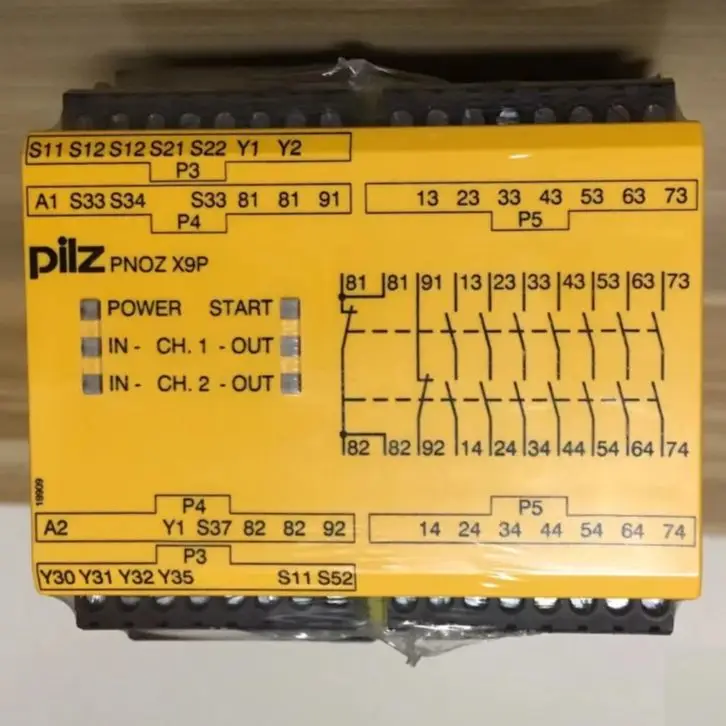 S11 S12 S12 S21 S22 Y1 Y2
P3
A1 S33 S34 S33 81 81 91
P4
13 23 33 43 53 63 73
P5
pilz PNOZ X9P
POWER START
IN - CH. 1 - OUT
IN - CH. 2 - OUT
81 81 91 13 23 33 43 53 63 73
82 82 92 14 24 34 44 54 64 74
19909
P4
A2 Y1 S37 82 82 92
P3
Y30 Y31 Y32 Y35 S11 S52
P5
14 24 34 44 54 64 74